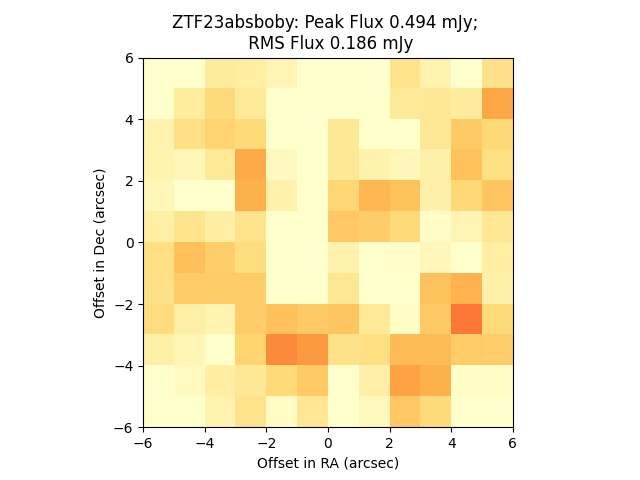 ZTF23absboby: Peak Flux 0.494 mJy;
RMS Flux 0.186 mJy
6
4
2
0
−2
−4
−6
Offset in Dec (arcsec)
−6 −4 −2 0 2 4 6
Offset in RA (arcsec)